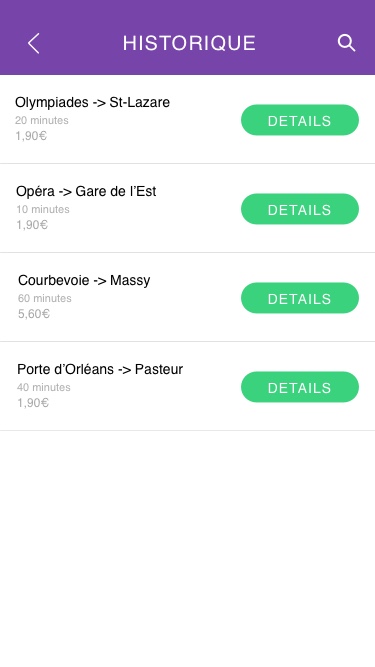 HISTORIQUE
Olympiades -> St-Lazare
20 minutes
1,90€
DETAILS
Opéra -> Gare de l’Est
10 minutes
1,90€
DETAILS
Courbevoie -> Massy
60 minutes
5,60€
DETAILS
Porte d’Orléans -> Pasteur
40 minutes
1,90€
DETAILS